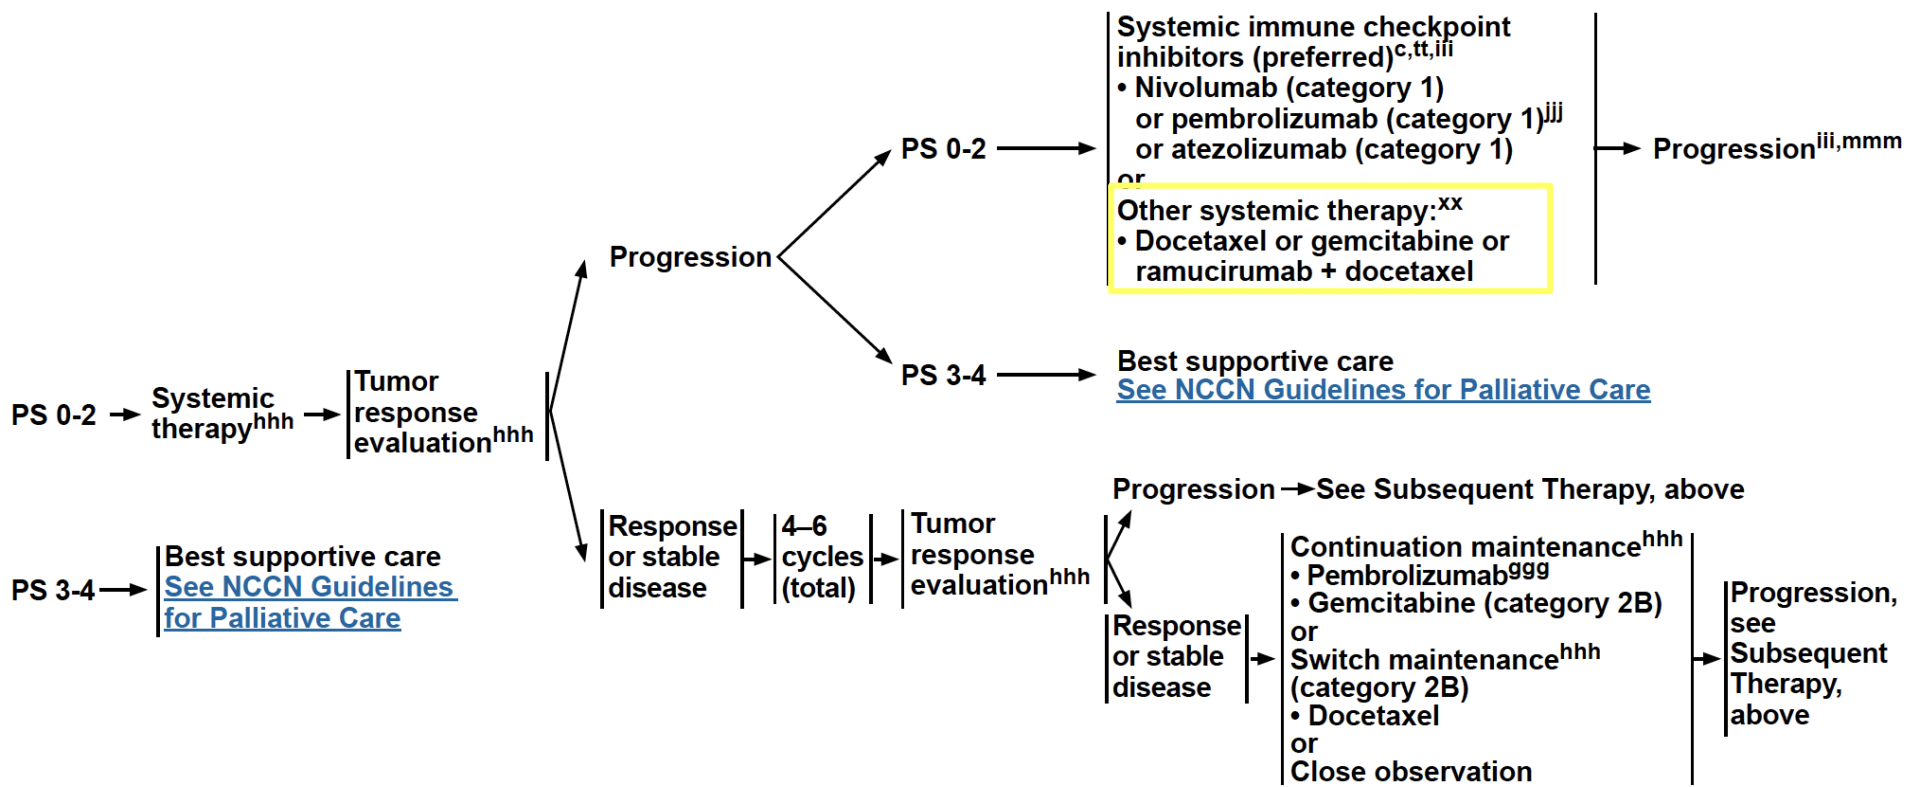 PS 0-2
Systemic
therapyhhh
Tumor
response
evaluationhhh
Progression
PS 0-2
Systemic immune checkpoint
inhibitors (preferred)c,tt,iii
• Nivolumab (category 1)
or pembrolizumab (category 1)jjj
or atezolizumab (category 1)
or
Other systemic therapy:xx
• Docetaxel or gemcitabine or
ramucirumab + docetaxel
Progressioniii,mmm
PS 3-4
Best supportive care
See NCCN Guidelines for Palliative Care
Response
or stable
disease
4–6
cycles
(total)
Tumor
response
evaluationhhh
Progression
See Subsequent Therapy, above
Response
or stable
disease
Continuation maintenancehhh
• Pembrolizumabggg
• Gemcitabine (category 2B)
or
Switch maintenancehhh
(category 2B)
• Docetaxel
or
Close observation
Progression,
see
Subsequent
Therapy,
above
PS 3-4
Best supportive care
See NCCN Guidelines
for Palliative Care